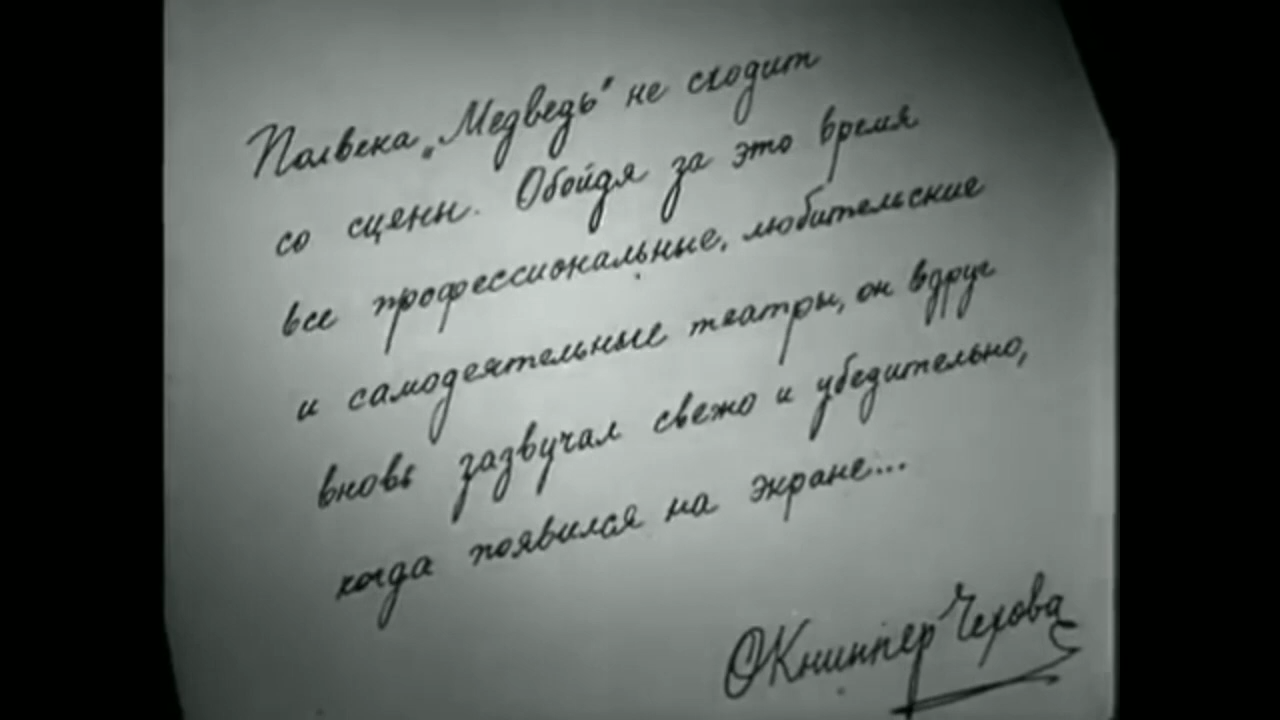 Полвека „Медведь" не сходит
со сцены. Обойдя за это время
все профессиональные, любительские
и самодеятельные театры, он вдруг
вновь зазвучал свежо и убедительно,
когда появился на экране...
ОКниппер Чехова